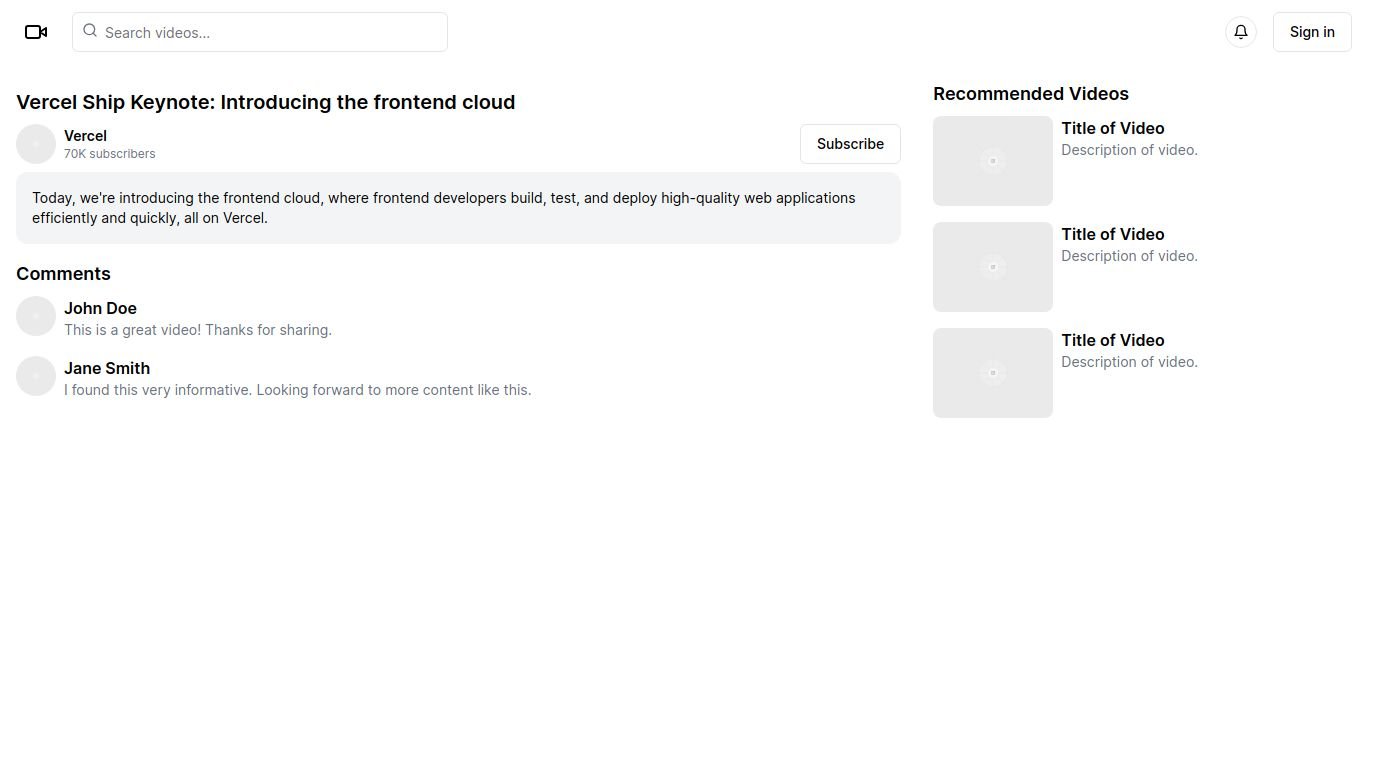 Search videos...
Sign in
Vercel Ship Keynote: Introducing the frontend cloud
Vercel
70K subscribers
Subscribe
Today, we're introducing the frontend cloud, where frontend developers build, test, and deploy high-quality web applications
efficiently and quickly, all on Vercel.
Comments
John Doe
This is a great video! Thanks for sharing.
Jane Smith
I found this very informative. Looking forward to more content like this.
Recommended Videos
Title of Video
Description of video.
Title of Video
Description of video.
Title of Video
Description of video.